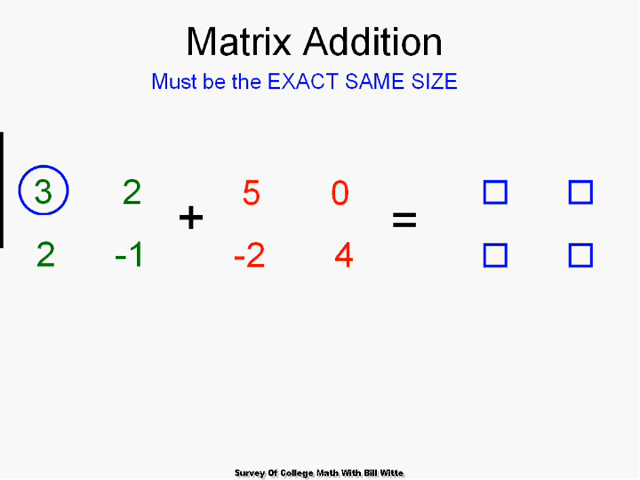 Matrix Addition
Must be the EXACT SAME SIZE
3 2 + 5 0 = □ □
2 -1 -2 4 □ □
Survey Of College Math With Bill Witte